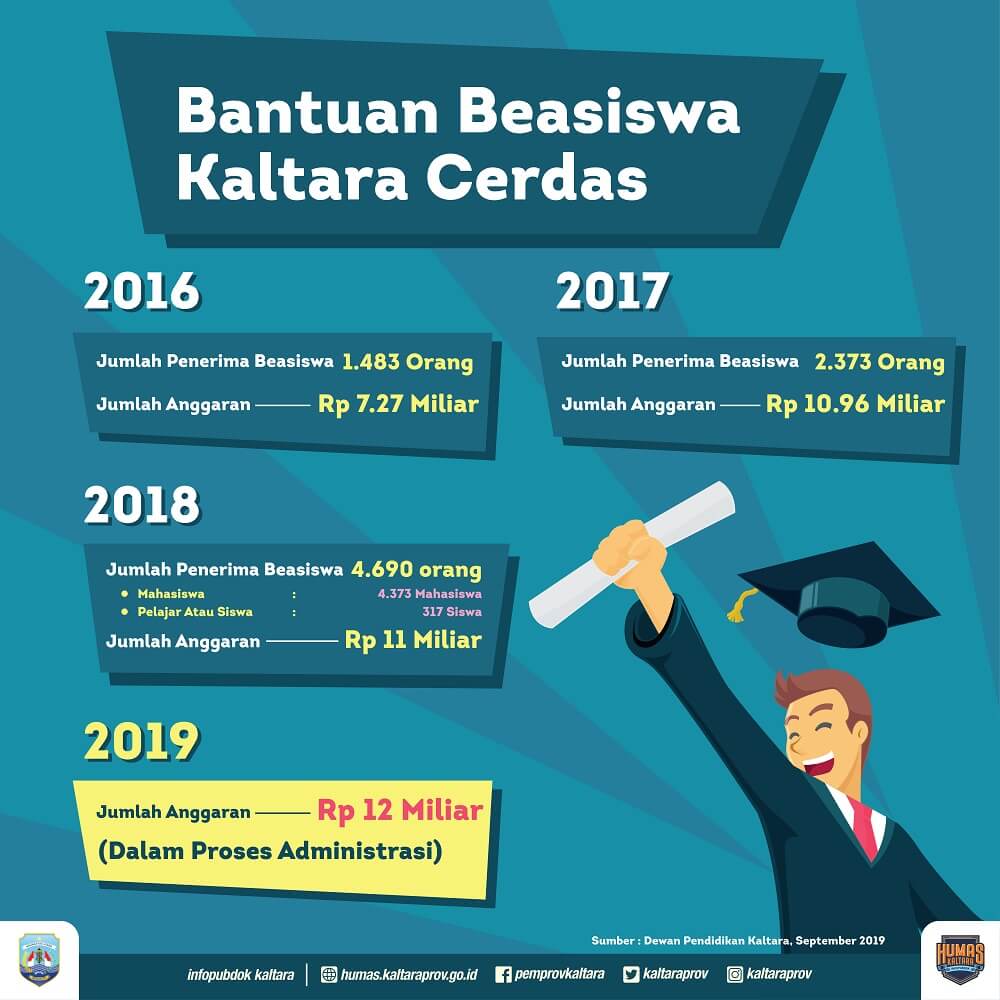 Bantuan Beasiswa
Kaltara Cerdas
2016
Jumlah Penerima Beasiswa 1.483 Orang
Jumlah Anggaran Rp 7.27 Miliar
2017
Jumlah Penerima Beasiswa 2.373 Orang
Jumlah Anggaran Rp 10.96 Miliar
2018
Jumlah Penerima Beasiswa 4.690 orang
• Mahasiswa : 4.373 Mahasiswa
• Pelajar Atau Siswa : 317 Siswa
Jumlah Anggaran Rp 11 Miliar
2019
Jumlah Anggaran Rp 12 Miliar
(Dalam Proses Administrasi)
Sumber : Dewan Pendidikan Kaltara, September 2019
infopubdok kaltara | humas.kaltaraprov.go.id pemprovkaltara kaltaraprov kaltaraprov
HUMAS
KALTARA